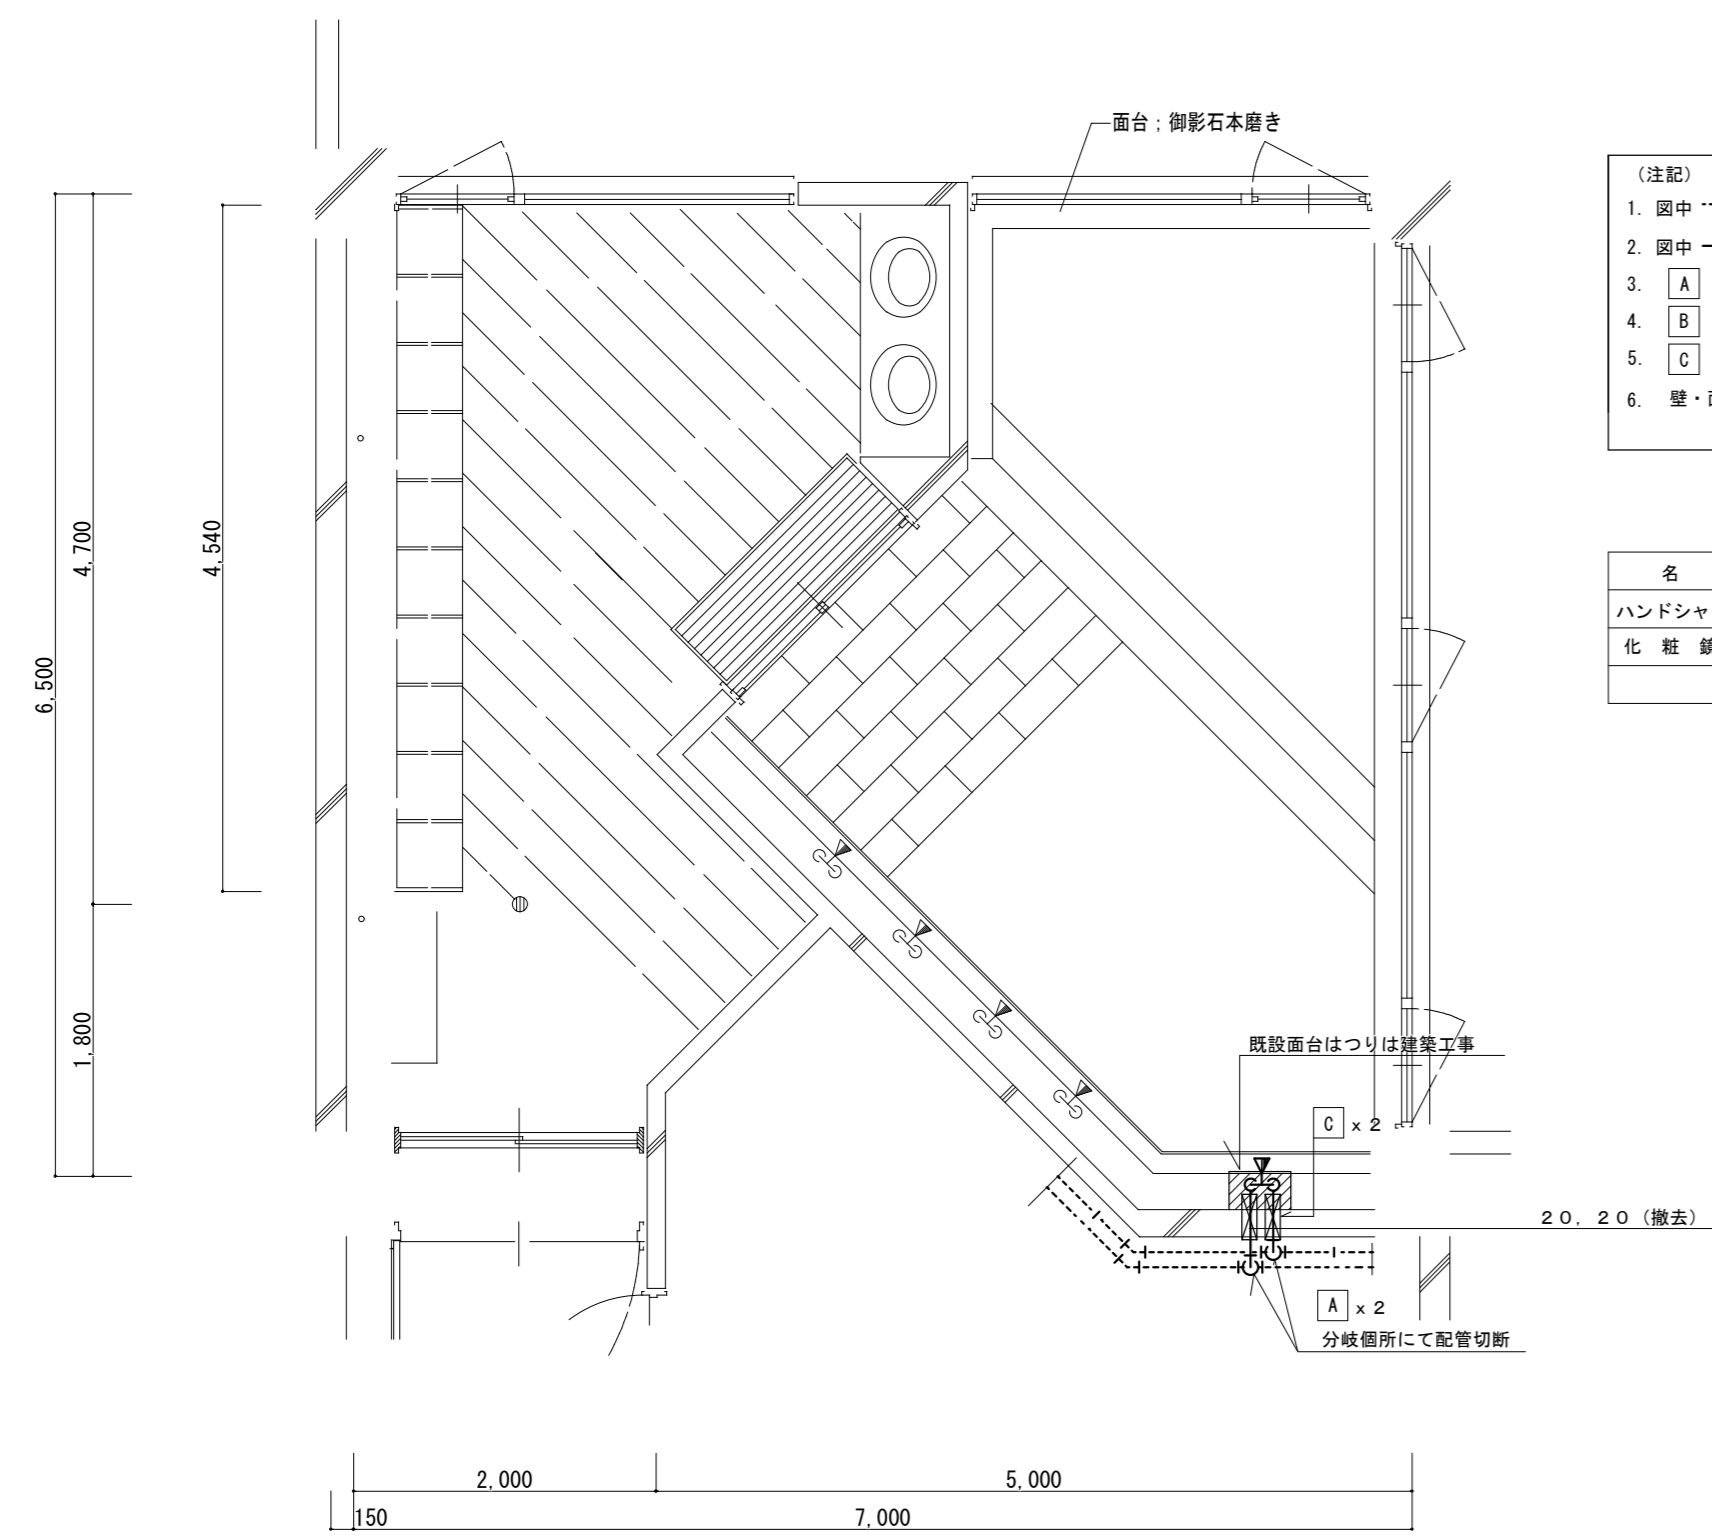 面台；御影石本磨き
（注記）
1. 図中
2. 図中
3. A
4. B
5. C
6. 壁・
名
ハンドシャ
化 粧 鏡
4,700
4,540
6,500
1,800
既設面台はつりは建築工事
C x 2
20, 20（撤去）
A x 2
分岐個所にて配管切断
2,000
5,000
150
7,000